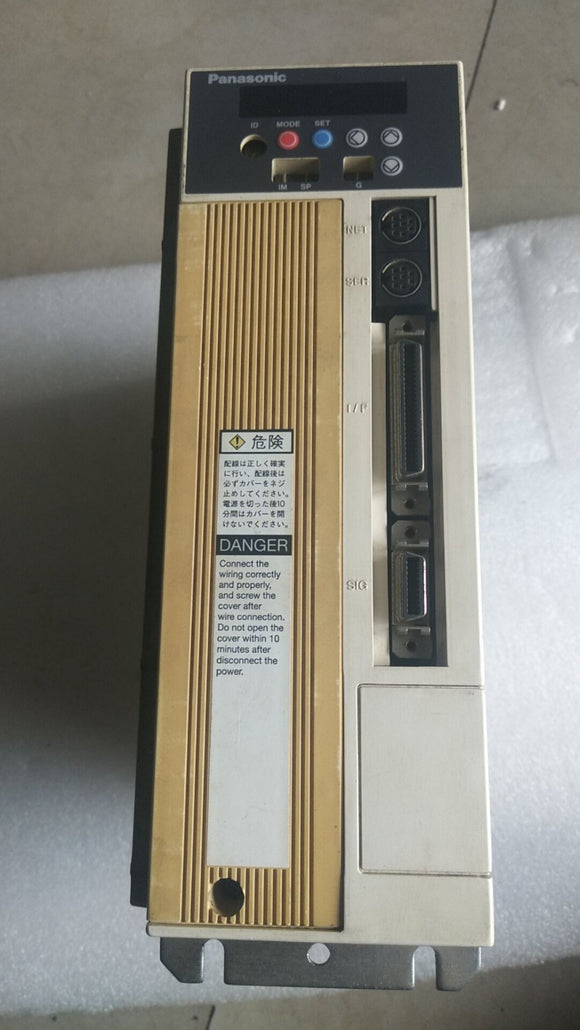 Panasonic
ID MODE SET
IM SP G
NET
SER
I/F
SIG
危険
配線は正しく確実
に行い、配線後は
必ずカバーをネジ
止めしてください。
電源を切った後10
分間はカバーを開
けないでください。
DANGER
Connect the
wiring correctly
and properly,
and screw the
cover after
wire connection.
Do not open the
cover within 10
minutes after
disconnect the
power.